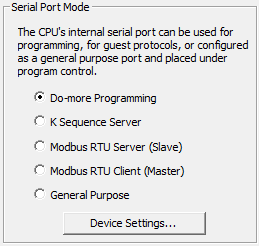 Serial Port Mode
The CPU's internal serial port can be used for
programming, for guest protocols, or configured
as a general purpose port and placed under
program control.
Do-more Programming
K Sequence Server
Modbus RTU Server (Slave)
Modbus RTU Client (Master)
General Purpose
Device Settings...